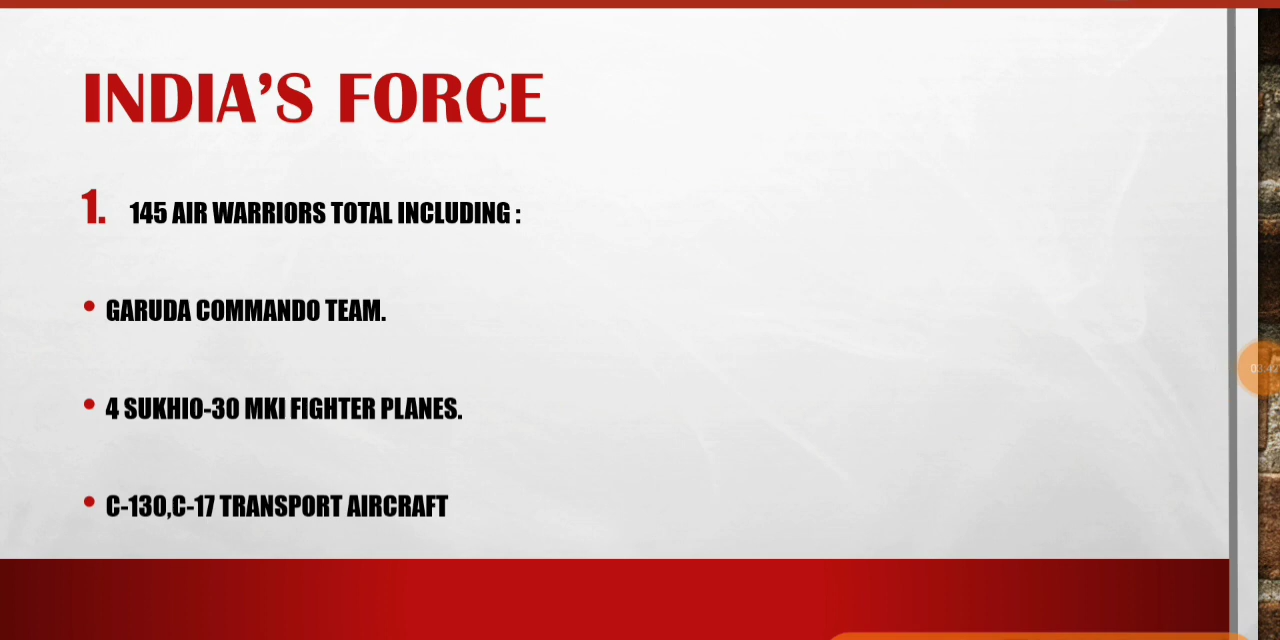 INDIA'S FORCE
1. 145 AIR WARRIORS TOTAL INCLUDING :
• GARUDA COMMANDO TEAM.
• 4 SUKHIO-30 MKI FIGHTER PLANES.
• C-130,C-17 TRANSPORT AIRCRAFT